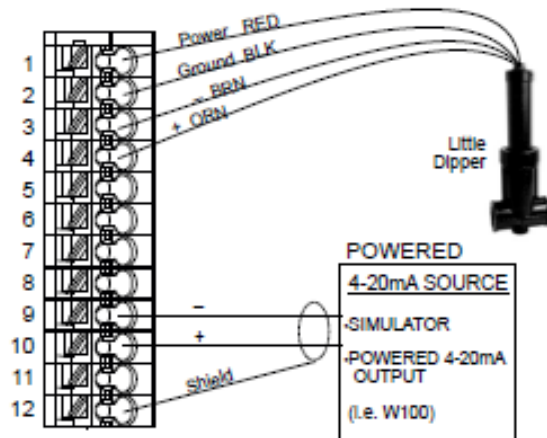 1 Power RED
2 Ground BLK
3 – BRN
4 + ORN
5
6
7
8
9 –
10 +
11
12 Shield
Little
Dipper
POWERED
4-20mA SOURCE
•SIMULATOR
•POWERED 4-20mA
OUTPUT
(i.e. W100)